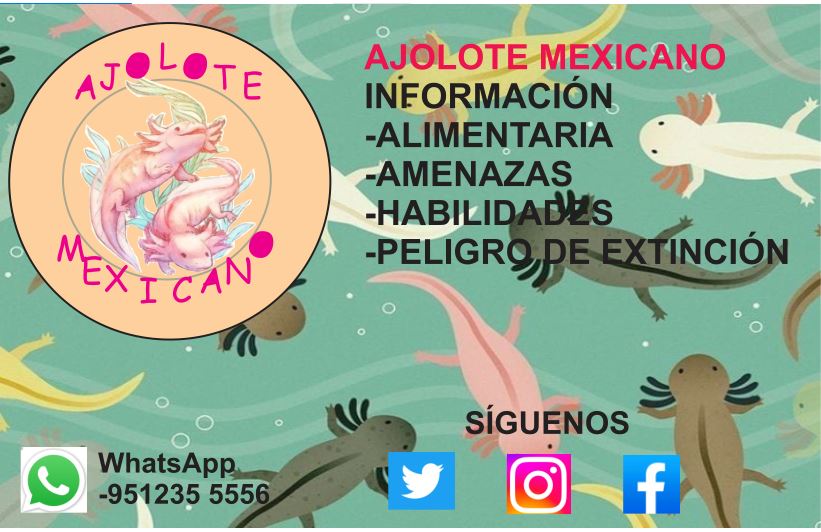 AJOLOTE
MEXICANO
AJOLOTE MEXICANO
INFORMACIÓN
-ALIMENTARIA
-AMENAZAS
-HABILIDADES
-PELIGRO DE EXTINCIÓN
SÍGUENOS
WhatsApp
-951235 5556